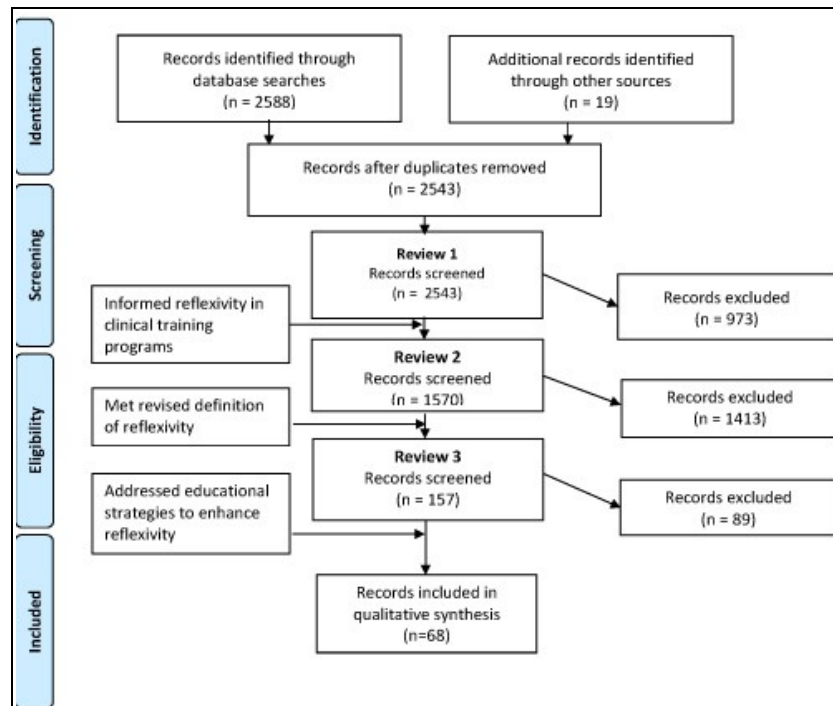 Identification
Records identified through
database searches
(n = 2588)
Additional records identified
through other sources
(n = 19)
Records after duplicates removed
(n = 2543)
Screening
Review 1
Records screened
(n = 2543)
Records excluded
(n = 973)
Informed reflexivity in
clinical training
programs
Review 2
Records screened
(n = 1570)
Records excluded
(n = 1413)
Eligibility
Met revised definition
of reflexivity
Review 3
Records screened
(n = 157)
Records excluded
(n = 89)
Addressed educational
strategies to enhance
reflexivity
Included
Records included in
qualitative synthesis
(n=68)